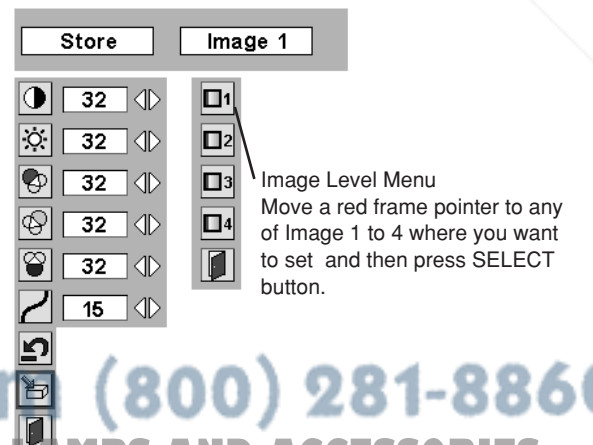 Store Image 1
32 1
32 2
32 3
32 4
32
15
Image Level Menu
Move a red frame pointer to any
of Image 1 to 4 where you want
to set and then press SELECT
button.
(800) 281-886
AND ACCESSORIES